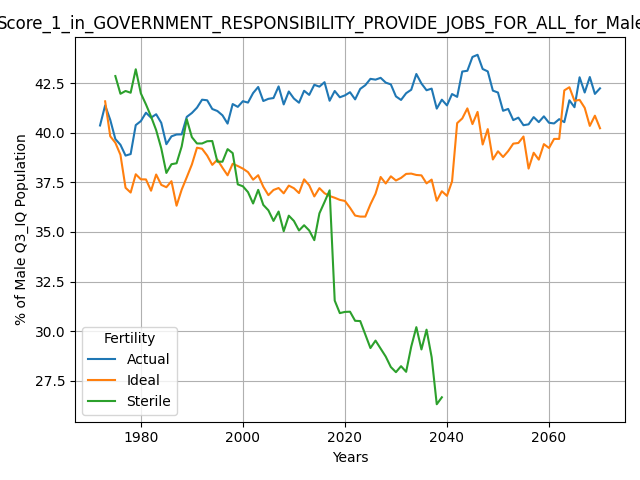 Score_1_in_GOVERNMENT_RESPONSIBILITY_PROVIDE_JOBS_FOR_ALL_for_Male
% of Male Q3_IQ Population
42.5
40.0
37.5
35.0
32.5
30.0
27.5
Fertility
Actual
Ideal
Sterile
1980 2000 2020 2040 2060
Years